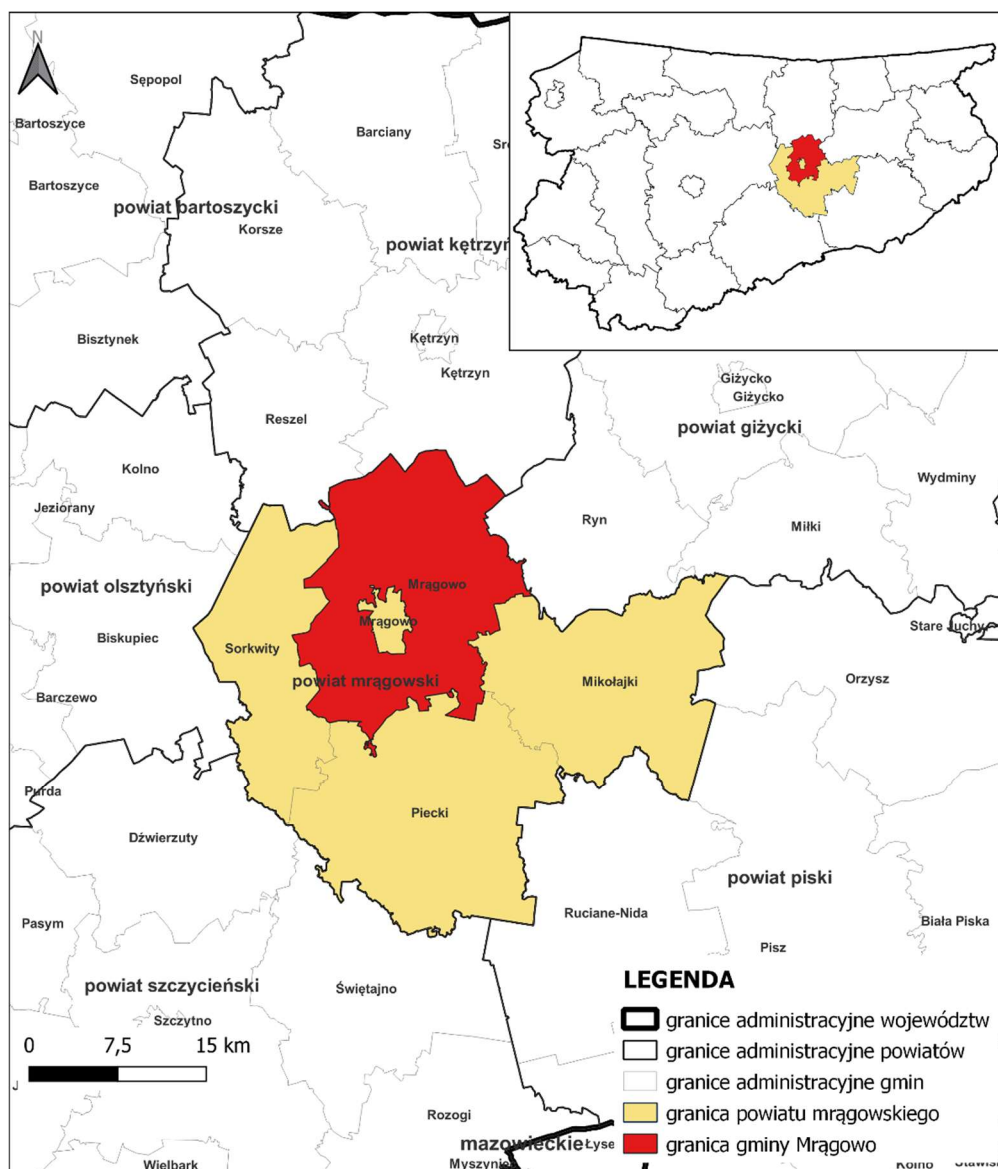 N
Sępopol
Bartoszyce
Barciany
Bartoszyce
powiat bartoszycki
Korsze
powiat kętrzyń
Bisztynek
Kętrzyn
Kętrzyn
Giżycko
Giżycko
Reszel
powiat giżycki
Kolno
Wydminy
Jeziorany
Ryn
Miłki
powiat olsztyński
Mrągowo
Mrągowo
Stare Juchy
Biskupiec
Sorkwity
powiat mrągowski
Mikołajki
Orzysz
Barczewo
Purda
Piecki
Dźwierzuty
powiat piski
Pasym
Ruciane-Nida
Biała Piska
Pisz
powiat szczycieński
Świętajno
Szczytno
LEGENDA
granice administracyjne województw
granice administracyjne powiatów
granice administracyjne gmin
granica powiatu mrągowskiego
granica gminy Mrągowo
0 7,5 15 km
Rozogi
mazowieckie
Łyse
Wielbark